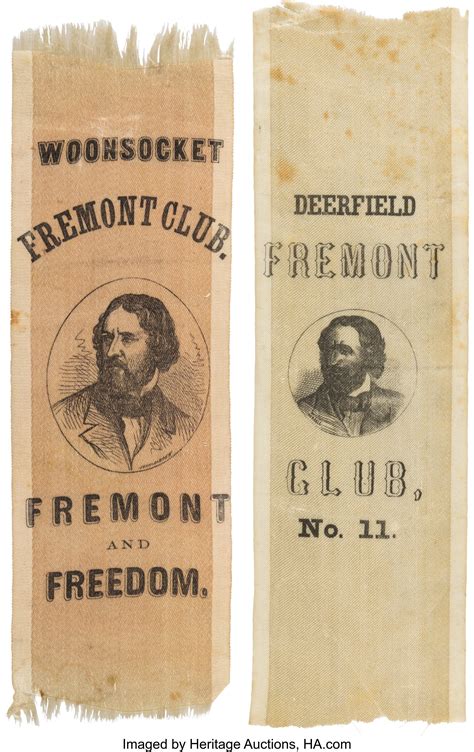 WOONSOCKET
FREMONT CLUB.
FREMONT
AND
FREEDOM.
DEERFIELD
FREMONT
CLUB,
No. 11.
Imaged by Heritage Auctions, HA.com